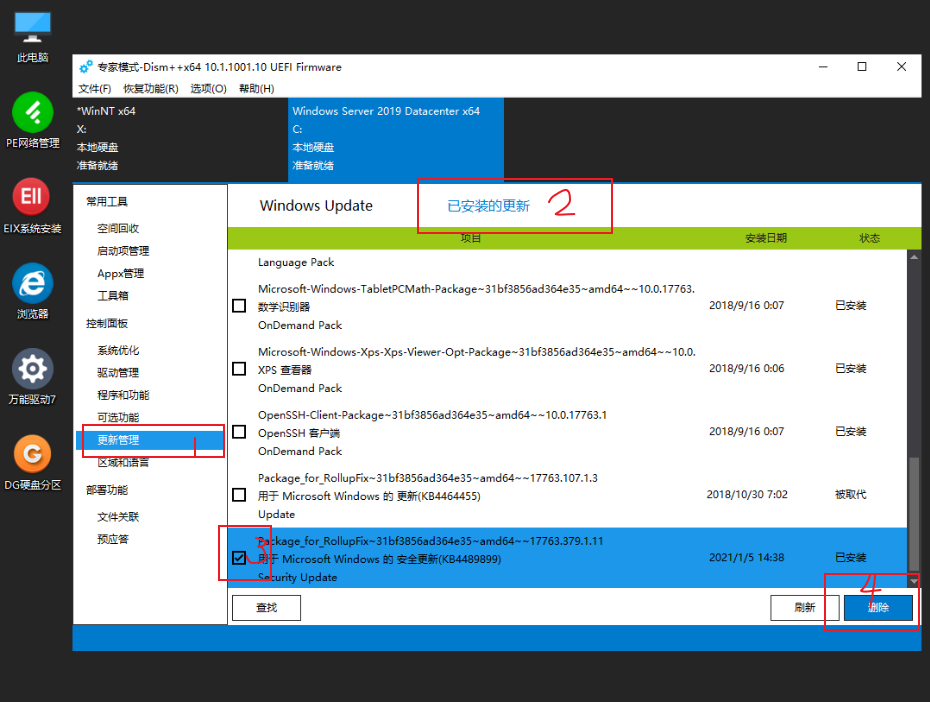 此电脑
PE网络管理
EII
EIX系统安装
浏览器
万能驱动7
G
DG硬盘分区
专家模式-Dism++x64 10.1.1001.10 UEFI Firmware
文件(F) 恢复功能(R) 选项(O) 帮助(H)
*WinNT x64
X:
本地硬盘
准备就绪
Windows Server 2019 Datacenter x64
C:
本地硬盘
准备就绪
常用工具
空间回收
启动项管理
Appx管理
工具箱
控制面板
系统优化
驱动管理
程序和功能
可选功能
更新管理 1
区域和语言
部署功能
文件关联
预应答
Windows Update 已安装的更新 2
项目 安装日期 状态
Language Pack
Microsoft-Windows-TabletPCMath-Package~31bf3856ad364e35~amd64~~10.0.17763.
数学识别器 2018/9/16 0:07 已安装
OnDemand Pack
Microsoft-Windows-Xps-Xps-Viewer-Opt-Package~31bf3856ad364e35~amd64~~10.0.
XPS 查看器 2018/9/16 0:06 已安装
OnDemand Pack
OpenSSH-Client-Package~31bf3856ad364e35~amd64~~10.0.17763.1
OpenSSH 客户端 2018/9/16 0:07 已安装
OnDemand Pack
Package_for_RollupFix~31bf3856ad364e35~amd64~~17763.107.1.3
用于 Microsoft Windows 的 更新(KB4464455) 2018/10/30 7:02 被取代
Update
Package_for_RollupFix~31bf3856ad364e35~amd64~~17763.379.1.11
3 用于 Microsoft Windows 的 安全更新(KB4489899) 2021/1/5 14:38 已安装
Security Update
4
查找 刷新 删除